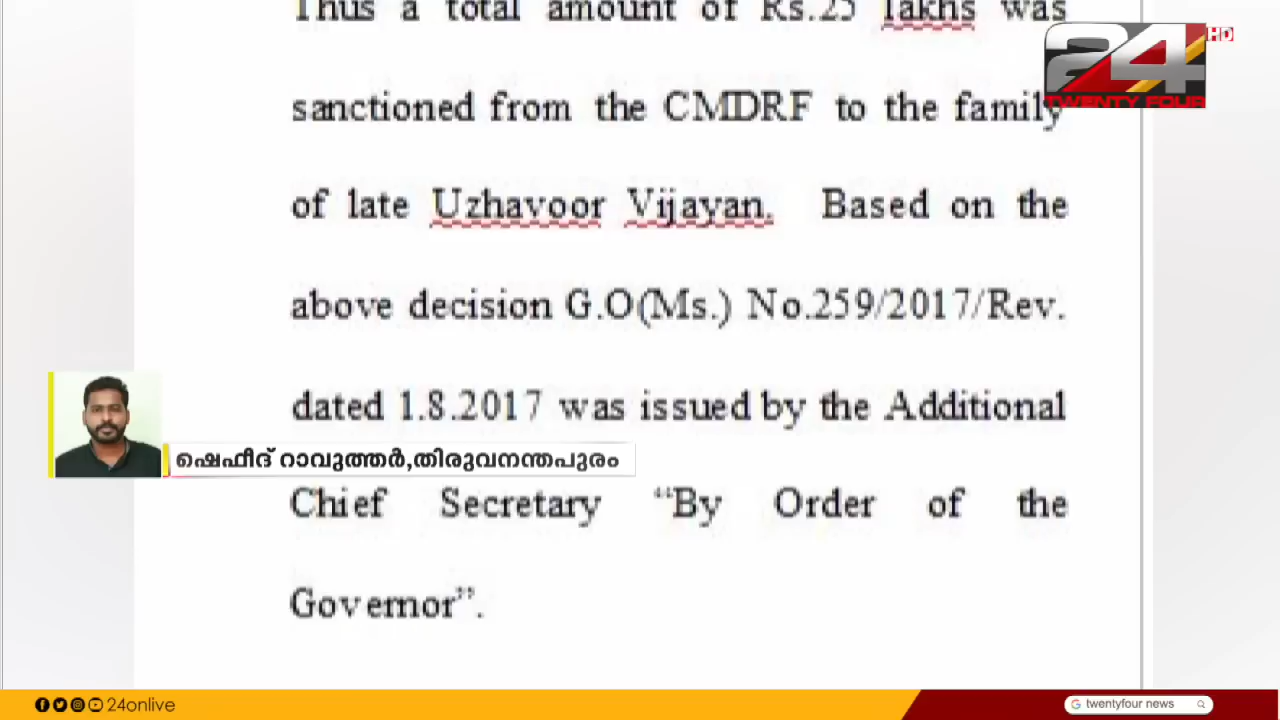 Thus a total amount of Rs.25 lakhs was
24
HD
TWENTY FOUR
sanctioned from the CMDRF to the family
of late Uzhavoor Vijayan. Based on the
above decision G.O(Ms.) No.259/2017/Rev.
dated 1.8.2017 was issued by the Additional
ഷെഫീദ് റാവുത്തർ,തിരുവനന്തപുരം
Chief Secretary “By Order of the
Governor”.
24onlive
twentyfour news